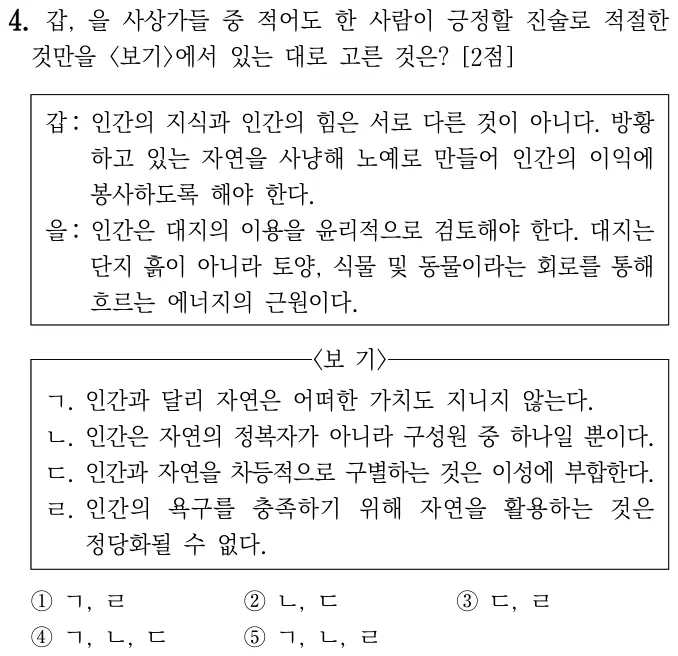 4. 갑, 을 사상가들 중 적어도 한 사람이 긍정할 진술로 적절한
것만을 〈보기〉에서 있는 대로 고른 것은? [2점]
갑: 인간의 지식과 인간의 힘은 서로 다른 것이 아니다. 방황
하고 있는 자연을 사냥해 노예로 만들어 인간의 이익에
봉사하도록 해야 한다.
을: 인간은 대지의 이용을 윤리적으로 검토해야 한다. 대지는
단지 흙이 아니라 토양, 식물 및 동물이라는 회로를 통해
흐르는 에너지의 근원이다.
〈보 기〉
ㄱ. 인간과 달리 자연은 어떠한 가치도 지니지 않는다.
ㄴ. 인간은 자연의 정복자가 아니라 구성원 중 하나일 뿐이다.
ㄷ. 인간과 자연을 차등적으로 구별하는 것은 이성에 부합한다.
ㄹ. 인간의 욕구를 충족하기 위해 자연을 활용하는 것은
정당화될 수 없다.
① ㄱ, ㄹ ② ㄴ, ㄷ ③ ㄷ, ㄹ
④ ㄱ, ㄴ, ㄷ ⑤ ㄱ, ㄴ, ㄹ